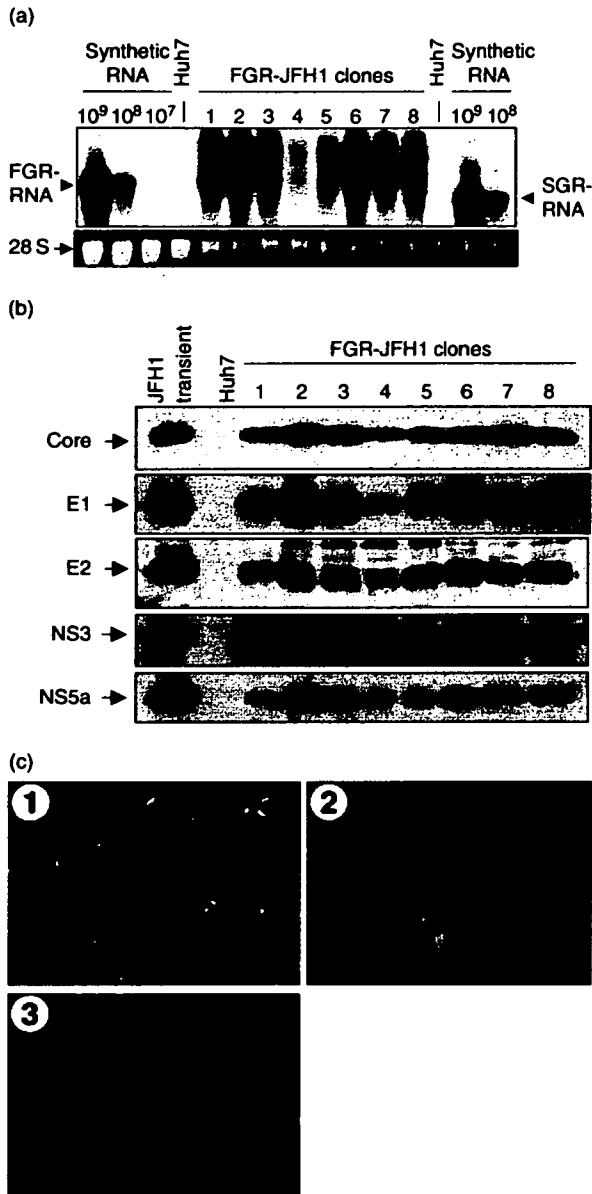 (a)
Synthetic RNA
Huh7
FGR-JFH1 clones
Huh7
Synthetic RNA
10⁹ 10⁸ 10⁷
1 2 3 4 5 6 7 8
10⁹ 10⁸
FGR-RNA
SGR-RNA
28 S
(b)
JFH1 transient
Huh7
FGR-JFH1 clones
1 2 3 4 5 6 7 8
Core
E1
E2
NS3
NS5a
(c)
1
2
3